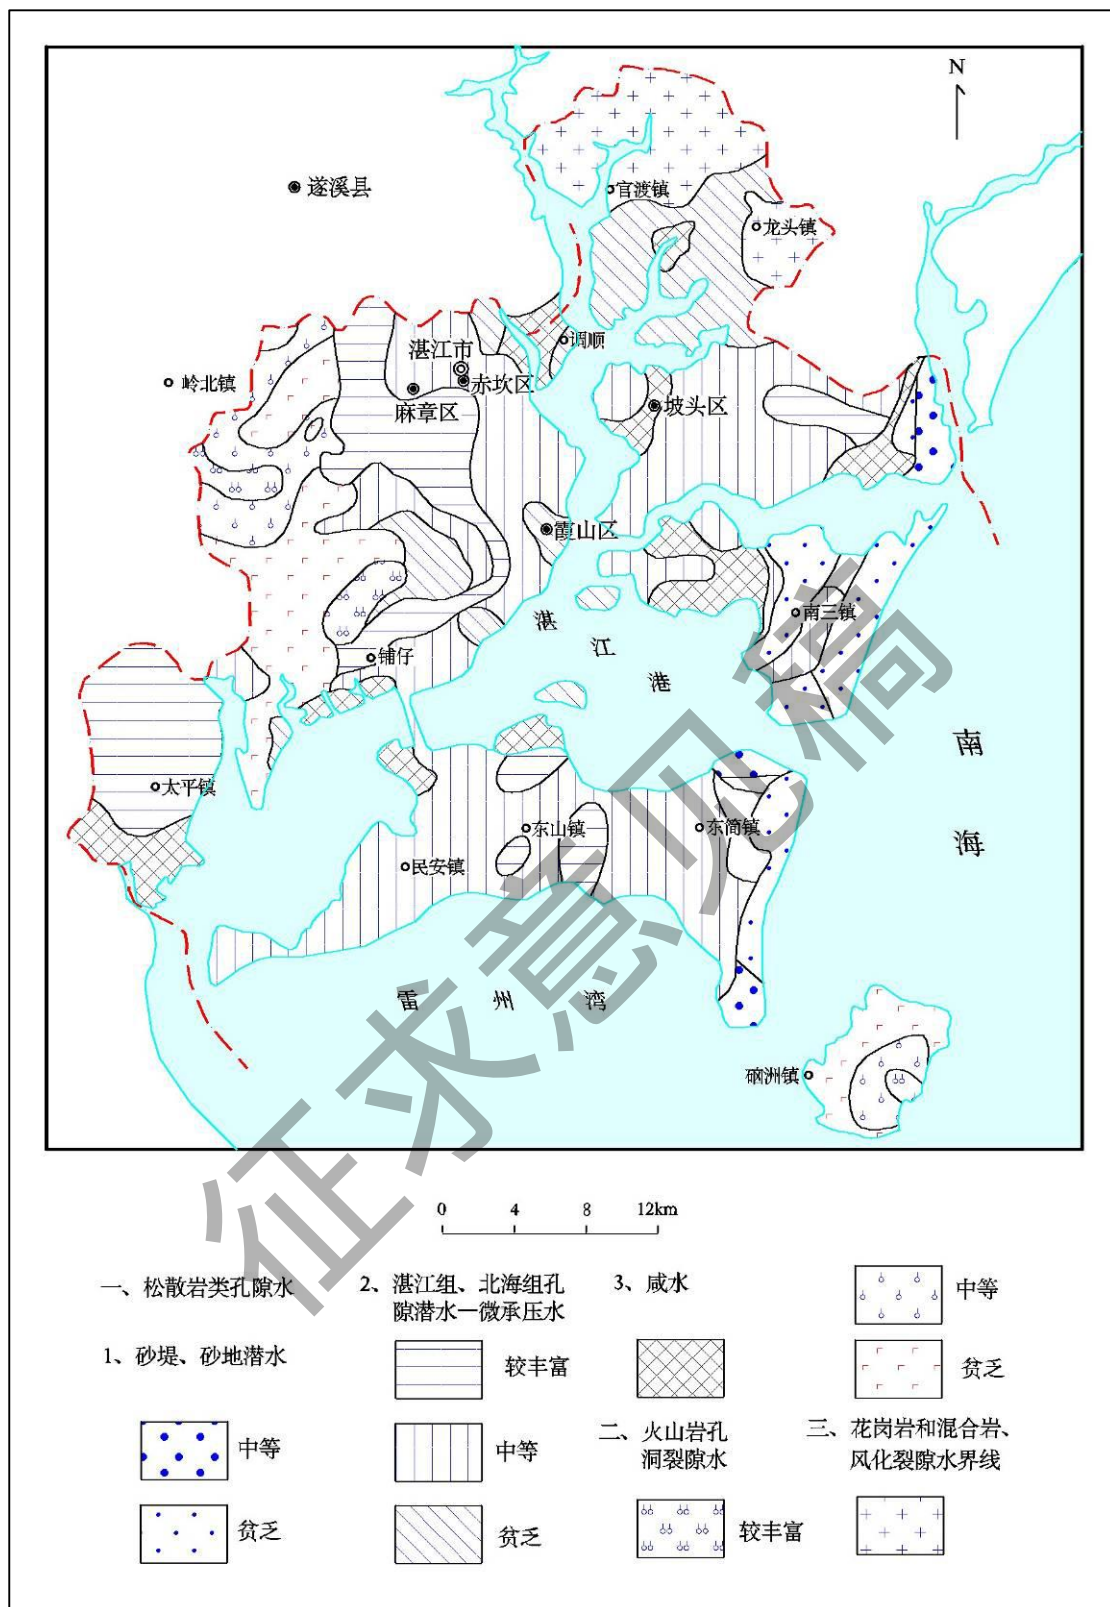 N
遂溪县
官渡镇
龙头镇
调顺
湛江市
赤坎区
岭北镇
麻章区
坡头区
霞山区
南三镇
湛江港
铺仔
南海
太平镇
东山镇
东简镇
民安镇
雷州湾
硇洲镇
征求意见稿
0 4 8 12km
一、松散岩类孔隙水
1、砂堤、砂地潜水
中等
贫乏
2、湛江组、北海组孔
隙潜水—微承压水
较丰富
中等
贫乏
3、咸水
二、火山岩孔
洞裂隙水
较丰富
中等
贫乏
三、花岗岩和混合岩、
风化裂隙水界线